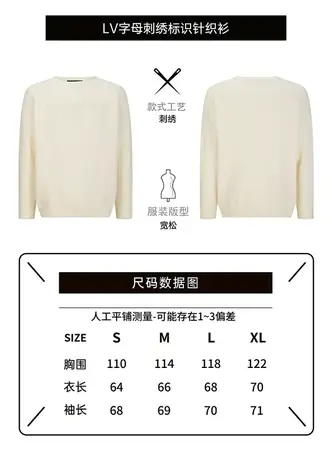 LV字母刺绣标识针织衫
款式工艺
刺绣
服装版型
宽松
尺码数据图
人工平铺测量-可能存在1~3偏差
SIZE S M L XL
胸围 110 114 118 122
衣长 64 66 68 70
袖长 68 69 70 71